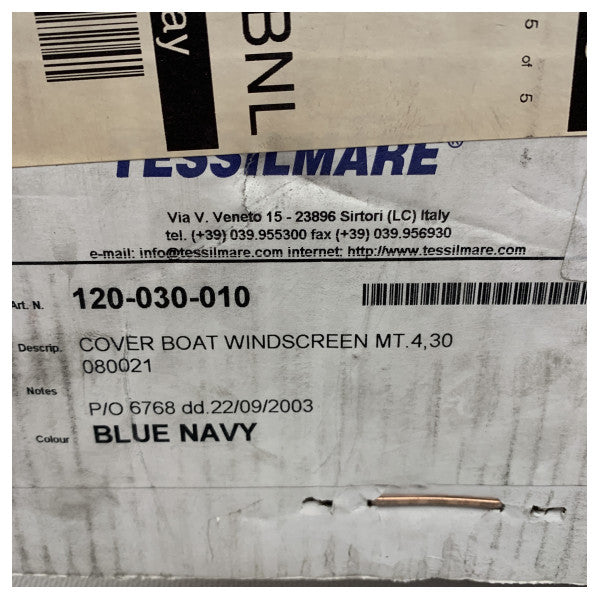 ay
BNL
5 of 5
TESSILMARE®
Via V. Veneto 15 - 23896 Sirtori (LC) Italy
tel. (+39) 039.955300 fax (+39) 039.956930
e-mail: info@tessilmare.com internet: http://www.tessilmare.com
Art. N. 120-030-010
Descrip. COVER BOAT WINDSCREEN MT.4,30
080021
Notes
P/O 6768 dd.22/09/2003
Colour BLUE NAVY